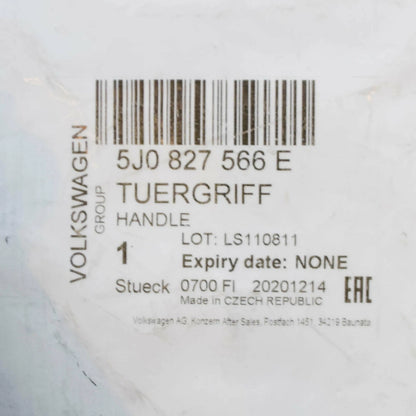 VOLKSWAGEN
GROUP
5J0 827 566 E
TUERGRIFF
HANDLE
LOT: LS110811
1
Expiry date: NONE
Stueck 0700 FI 20201214 EAC
Made in CZECH REPUBLIC
Volkswagen AG, Konzern After Sales, Postfach 1451, 34219 Baunata